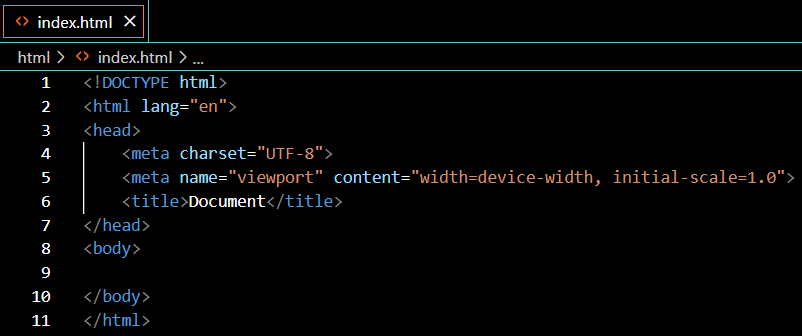 index.html
html > index.html > ...
1 <!DOCTYPE html>
2 <html lang="en">
3 <head>
4     <meta charset="UTF-8">
5     <meta name="viewport" content="width=device-width, initial-scale=1.0">
6     <title>Document</title>
7 </head>
8 <body>
9
10 </body>
11 </html>